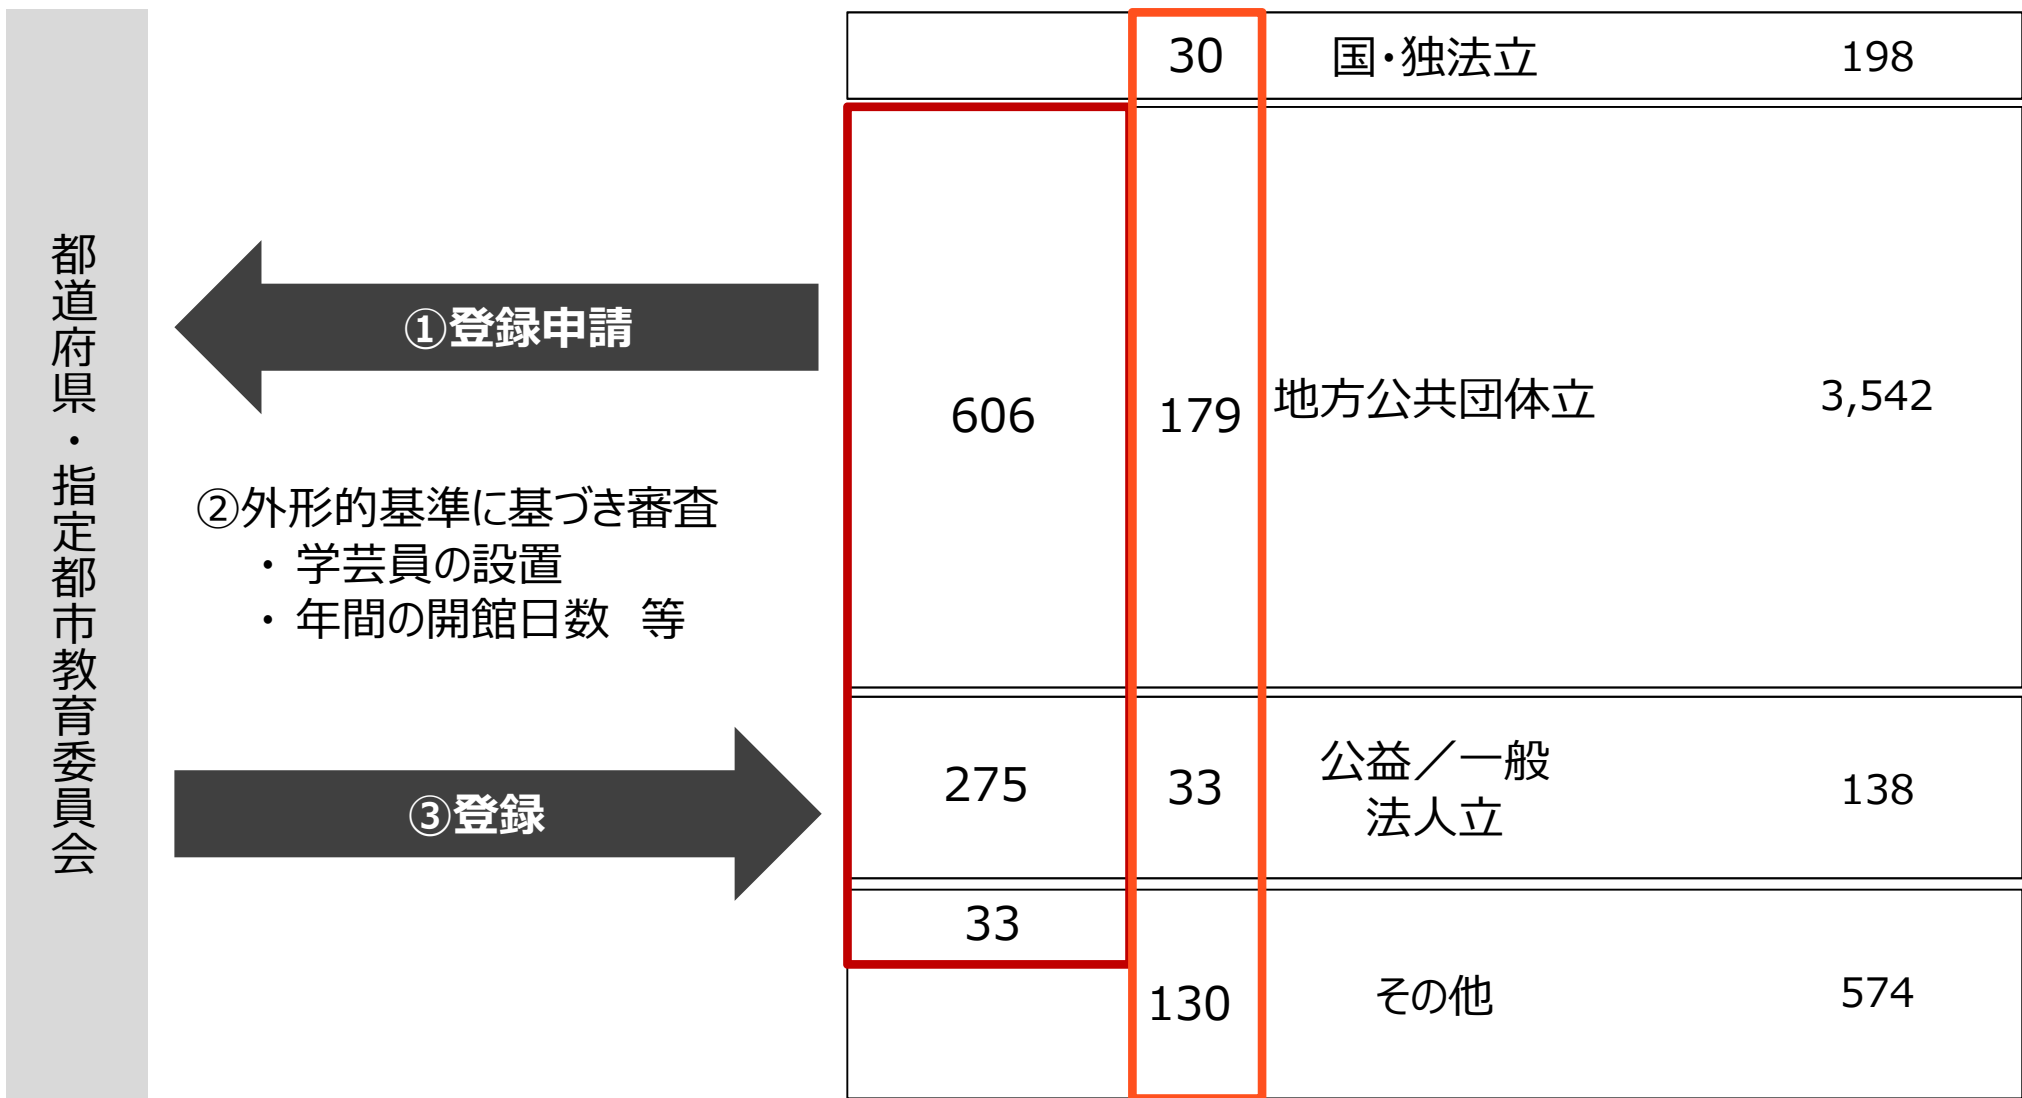 都道府県・指定都市教育委員会
①登録申請
②外形的基準に基づき審査
・ 学芸員の設置
・ 年間の開館日数　等
③登録
30 国・独法立 198
606 179 地方公共団体立 3,542
275 33 公益／一般
法人立 138
33
130 その他 574